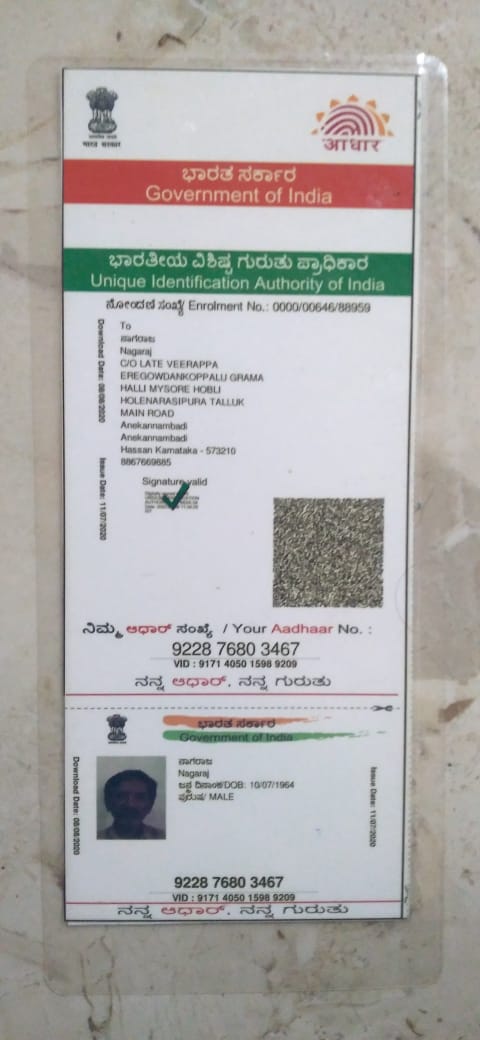 भारत सरकार
आधार
ಭಾರತ ಸರ್ಕಾರ
Government of India
ಭಾರತೀಯ ವಿಶಿಷ್ಟ ಗುರುತು ಪ್ರಾಧಿಕಾರ
Unique Identification Authority of India
ನೋಂದಣಿ ಸಂಖ್ಯೆ/ Enrolment No.: 0000/00646/88959
Download Date: 08/08/2020
Issue Date: 11/07/2020
To
ನಾಗರಾಜ
Nagaraj
C/O LATE VEERAPPA
EREGOWDANKOPPALU GRAMA
HALLI MYSORE HOBLI
HOLENARASIPURA TALLUK
MAIN ROAD
Anekannambadi
Anekannambadi
Hassan Karnataka - 573210
8867669885
Signature valid
ನಿಮ್ಮ ಆಧಾರ್ ಸಂಖ್ಯೆ / Your Aadhaar No. :
9228 7680 3467
VID : 9171 4050 1598 9209
ನನ್ನ ಆಧಾರ್, ನನ್ನ ಗುರುತು
ಭಾರತ ಸರ್ಕಾರ
Government of India
Download Date: 08/08/2020
ನಾಗರಾಜ
Nagaraj
ಜನ್ಮ ದಿನಾಂಕ/DOB: 10/07/1964
ಪುರುಷ/ MALE
Issue Date: 11/07/2020
9228 7680 3467
VID : 9171 4050 1598 9209
ನನ್ನ ಆಧಾರ್, ನನ್ನ ಗುರುತು